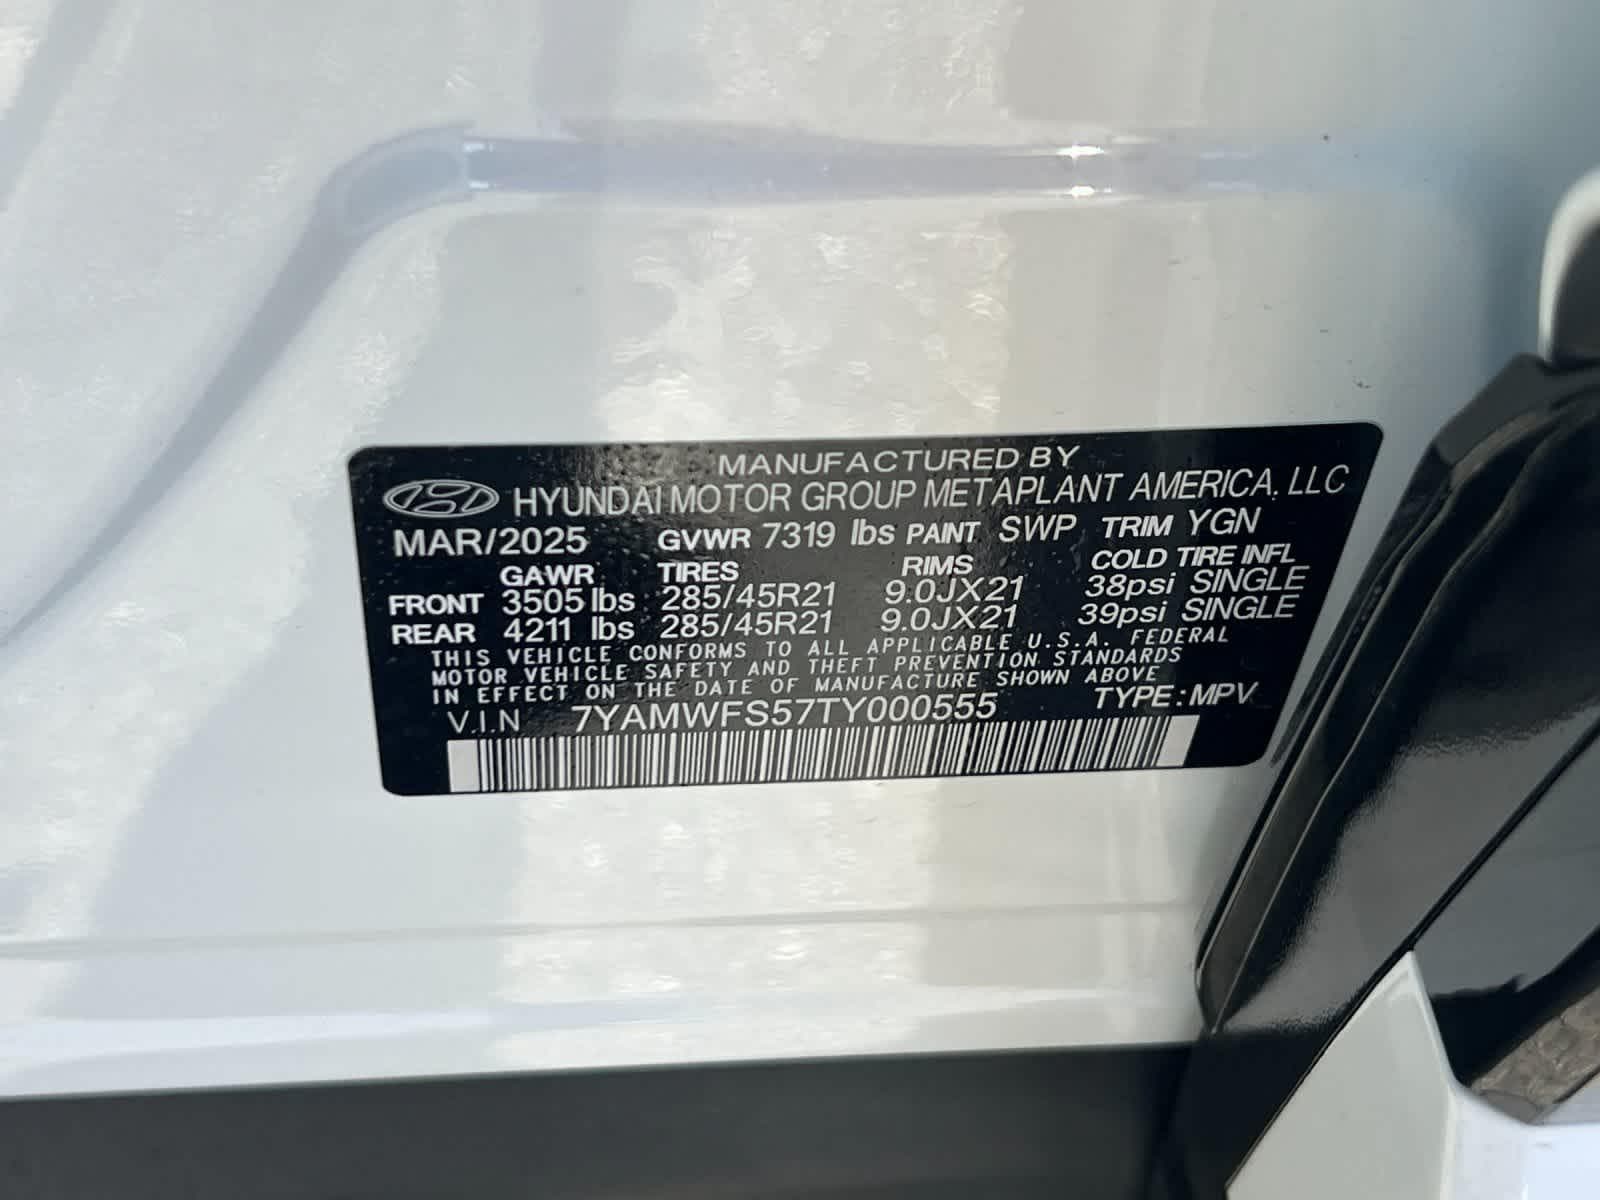 MANUFACTURED BY
HYUNDAI MOTOR GROUP METAPLANT AMERICA, LLC
MAR/2025 GVWR 7319 lbs PAINT SWP TRIM YGN
GAWR TIRES RIMS COLD TIRE INFL
FRONT 3505 lbs 285/45R21 9.0JX21 38psi SINGLE
REAR 4211 lbs 285/45R21 9.0JX21 39psi SINGLE
THIS VEHICLE CONFORMS TO ALL APPLICABLE U.S.A. FEDERAL
MOTOR VEHICLE SAFETY AND THEFT PREVENTION STANDARDS
IN EFFECT ON THE DATE OF MANUFACTURE SHOWN ABOVE
V.I.N 7YAMWFS57TY000555 TYPE:MPV